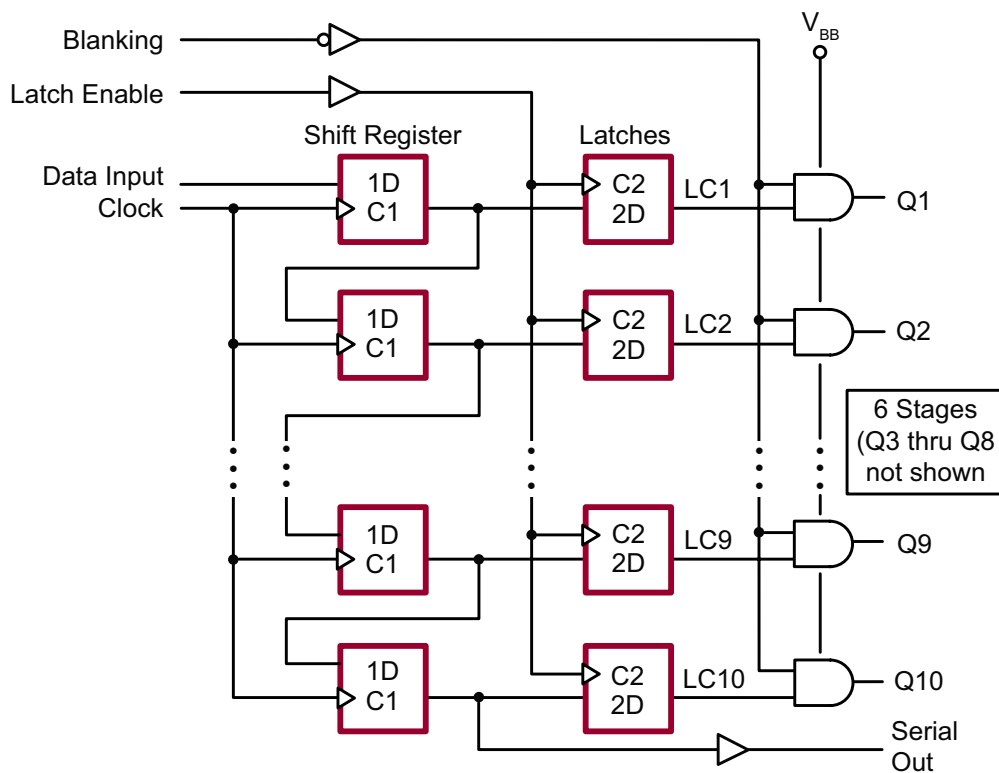 Blanking
V_BB
Latch Enable
Shift Register
Latches
Data Input
Clock
1D
C1
C2
2D
LC1
Q1
1D
C1
C2
2D
LC2
Q2
6 Stages
(Q3 thru Q8
not shown
1D
C1
C2
2D
LC9
Q9
1D
C1
C2
2D
LC10
Q10
Serial
Out